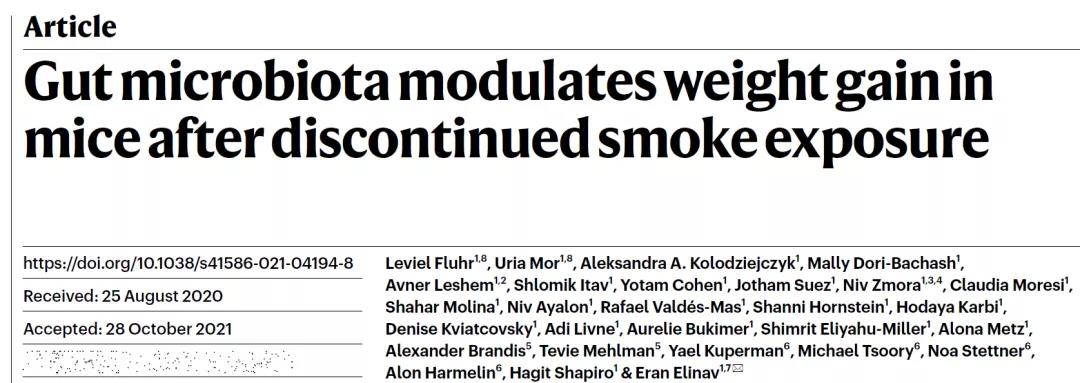 Article
Gut microbiota modulates weight gain in
mice after discontinued smoke exposure
https://doi.org/10.1038/s41586-021-04194-8
Received: 25 August 2020
Accepted: 28 October 2021
Leviel Fluhr1,8, Uria Mor1,8, Aleksandra A. Kolodziejczyk1, Mally Dori-Bachash1,
Avner Leshem1,2, Shlomik Itav1, Yotam Cohen1, Jotham Suez1, Niv Zmora1,3,4, Claudia Moresi1,
Shahar Molina1, Niv Ayalon1, Rafael Valdés-Mas1, Shanni Hornstein1, Hodaya Karbi1,
Denise Kviatcovsky1, Adi Livne1, Aurelie Bukimer1, Shimrit Eliyahu-Miller1, Alona Metz1,
Alexander Brandis5, Tevie Mehlman5, Yael Kuperman6, Michael Tsoory6, Noa Stettner6,
Alon Harmelin6, Hagit Shapiro1 & Eran Elinav1,7✉